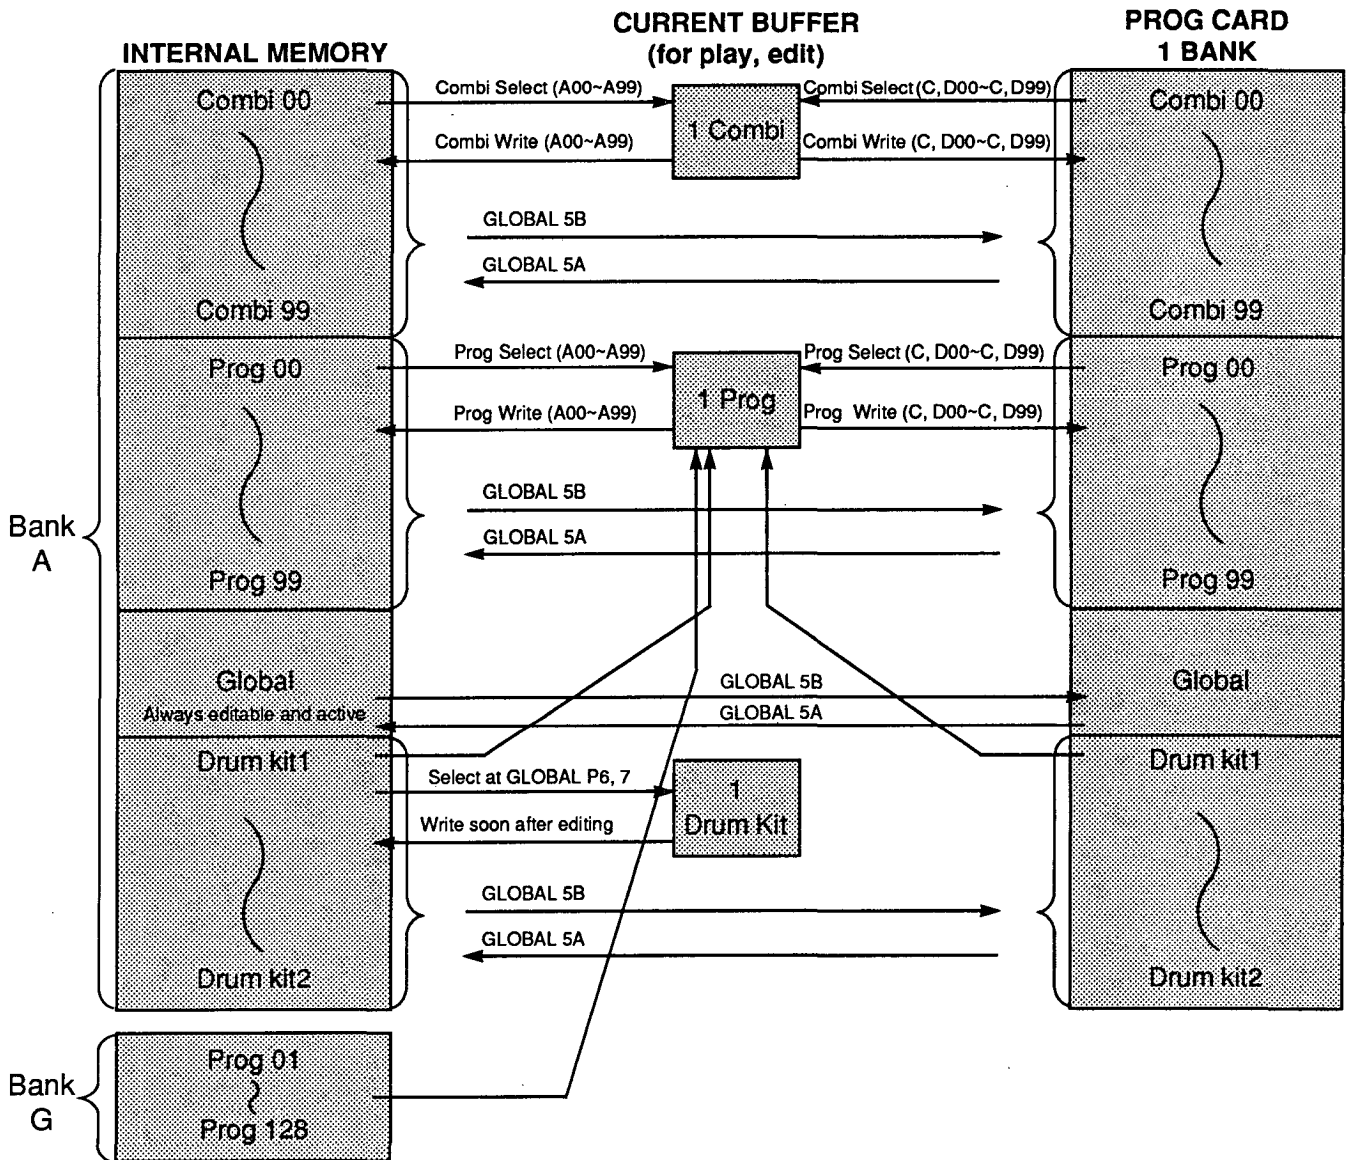 CURRENT BUFFER
(for play, edit)
PROG CARD
1 BANK
INTERNAL MEMORY
Combi 00
Combi Select (A00~A99)
1 Combi
Combi Select (C, D00~C, D99)
Combi 00
Combi Write (A00~A99)
Combi Write (C, D00~C, D99)
GLOBAL 5B
GLOBAL 5A
Combi 99
Combi 99
Prog 00
Prog Select (A00~A99)
1 Prog
Prog Select (C, D00~C, D99)
Prog 00
Prog Write (A00~A99)
Prog Write (C, D00~C, D99)
GLOBAL 5B
GLOBAL 5A
Bank
A
Prog 99
Prog 99
Global
Always editable and active
GLOBAL 5B
GLOBAL 5A
Global
Drum kit1
Select at GLOBAL P6, 7
1
Drum Kit
Drum kit1
Write soon after editing
GLOBAL 5B
GLOBAL 5A
Drum kit2
Drum kit2
Bank
G
Prog 01
Prog 128